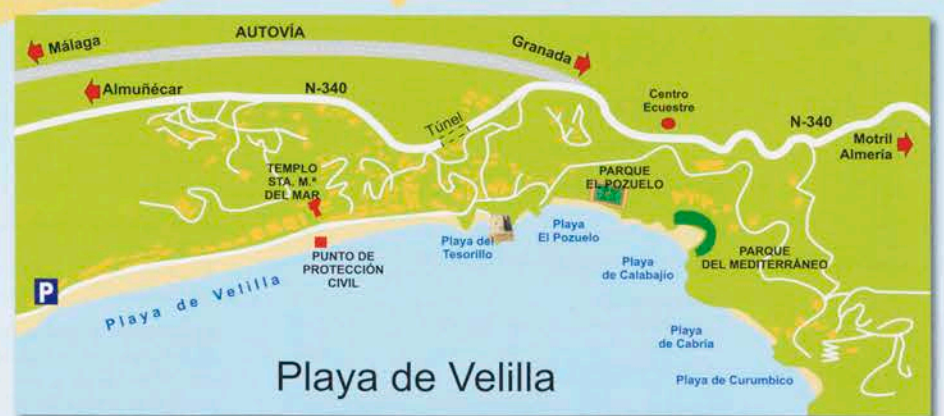 AUTOVÍA
Málaga
Granada
Almuñécar
N-340
Centro
Ecuestre
Túnel
N-340
Motril
Almería
TEMPLO
STA. M.ª
DEL MAR
PARQUE
EL POZUELO
Playa
El Pozuelo
Playa del
Tesorillo
PUNTO DE
PROTECCIÓN
CIVIL
PARQUE
DEL MEDITERRÁNEO
Playa
de Calabajío
P
Playa de Velilla
Playa
de Cabria
Playa de Velilla
Playa de Curumbico